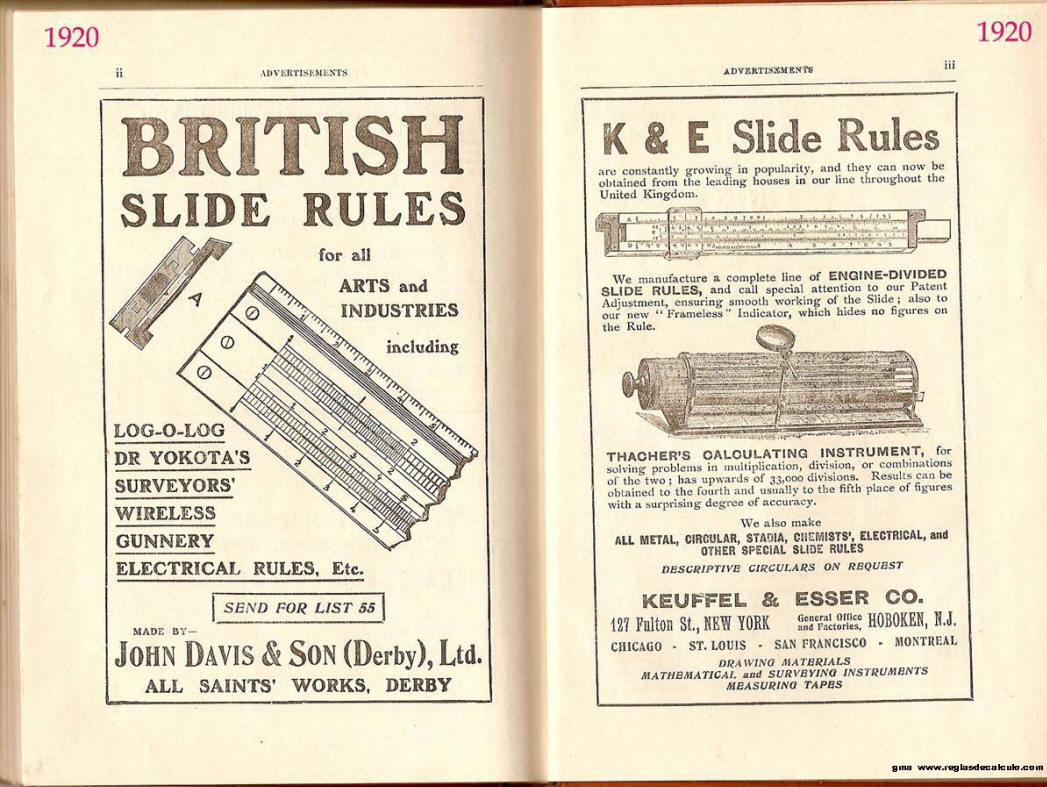 1920
ii
ADVERTISEMENTS
BRITISH
SLIDE RULES
for all
ARTS and
INDUSTRIES
including
A
LOG-O-LOG
DR YOKOTA'S
SURVEYORS'
WIRELESS
GUNNERY
ELECTRICAL RULES, Etc.
SEND FOR LIST 55
MADE BY—
JOHN DAVIS & SON (Derby), Ltd.
ALL SAINTS' WORKS, DERBY
1920
ADVERTISEMENTS
iii
K & E Slide Rules
are constantly growing in popularity, and they can now be
obtained from the leading houses in our line throughout the
United Kingdom.
We manufacture a complete line of ENGINE-DIVIDED
SLIDE RULES, and call special attention to our Patent
Adjustment, ensuring smooth working of the Slide; also to
our new "Frameless" Indicator, which hides no figures on
the Rule.
THACHER'S CALCULATING INSTRUMENT, for
solving problems in multiplication, division, or combinations
of the two; has upwards of 33,000 divisions. Results can be
obtained to the fourth and usually to the fifth place of figures
with a surprising degree of accuracy.
We also make
ALL METAL, CIRCULAR, STADIA, CHEMISTS', ELECTRICAL, and
OTHER SPECIAL SLIDE RULES
DESCRIPTIVE CIRCULARS ON REQUEST
KEUFFEL & ESSER CO.
127 Fulton St., NEW YORK General Office and Factories, HOBOKEN, N.J.
CHICAGO - ST. LOUIS - SAN FRANCISCO - MONTREAL
DRAWING MATERIALS
MATHEMATICAL and SURVEYING INSTRUMENTS
MEASURING TAPES
gma www.reglasdecalculo.com